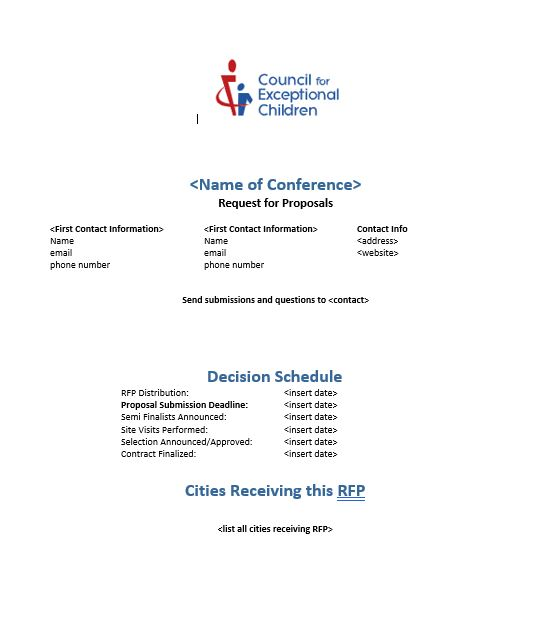 Council for
Exceptional
Children
<Name of Conference>
Request for Proposals
<First Contact Information> <First Contact Information> Contact Info
Name Name <address>
email email <website>
phone number phone number
Send submissions and questions to <contact>
Decision Schedule
RFP Distribution: <insert date>
Proposal Submission Deadline: <insert date>
Semi Finalists Announced: <insert date>
Site Visits Performed: <insert date>
Selection Announced/Approved: <insert date>
Contract Finalized: <insert date>
Cities Receiving this RFP
<list all cities receiving RFP>